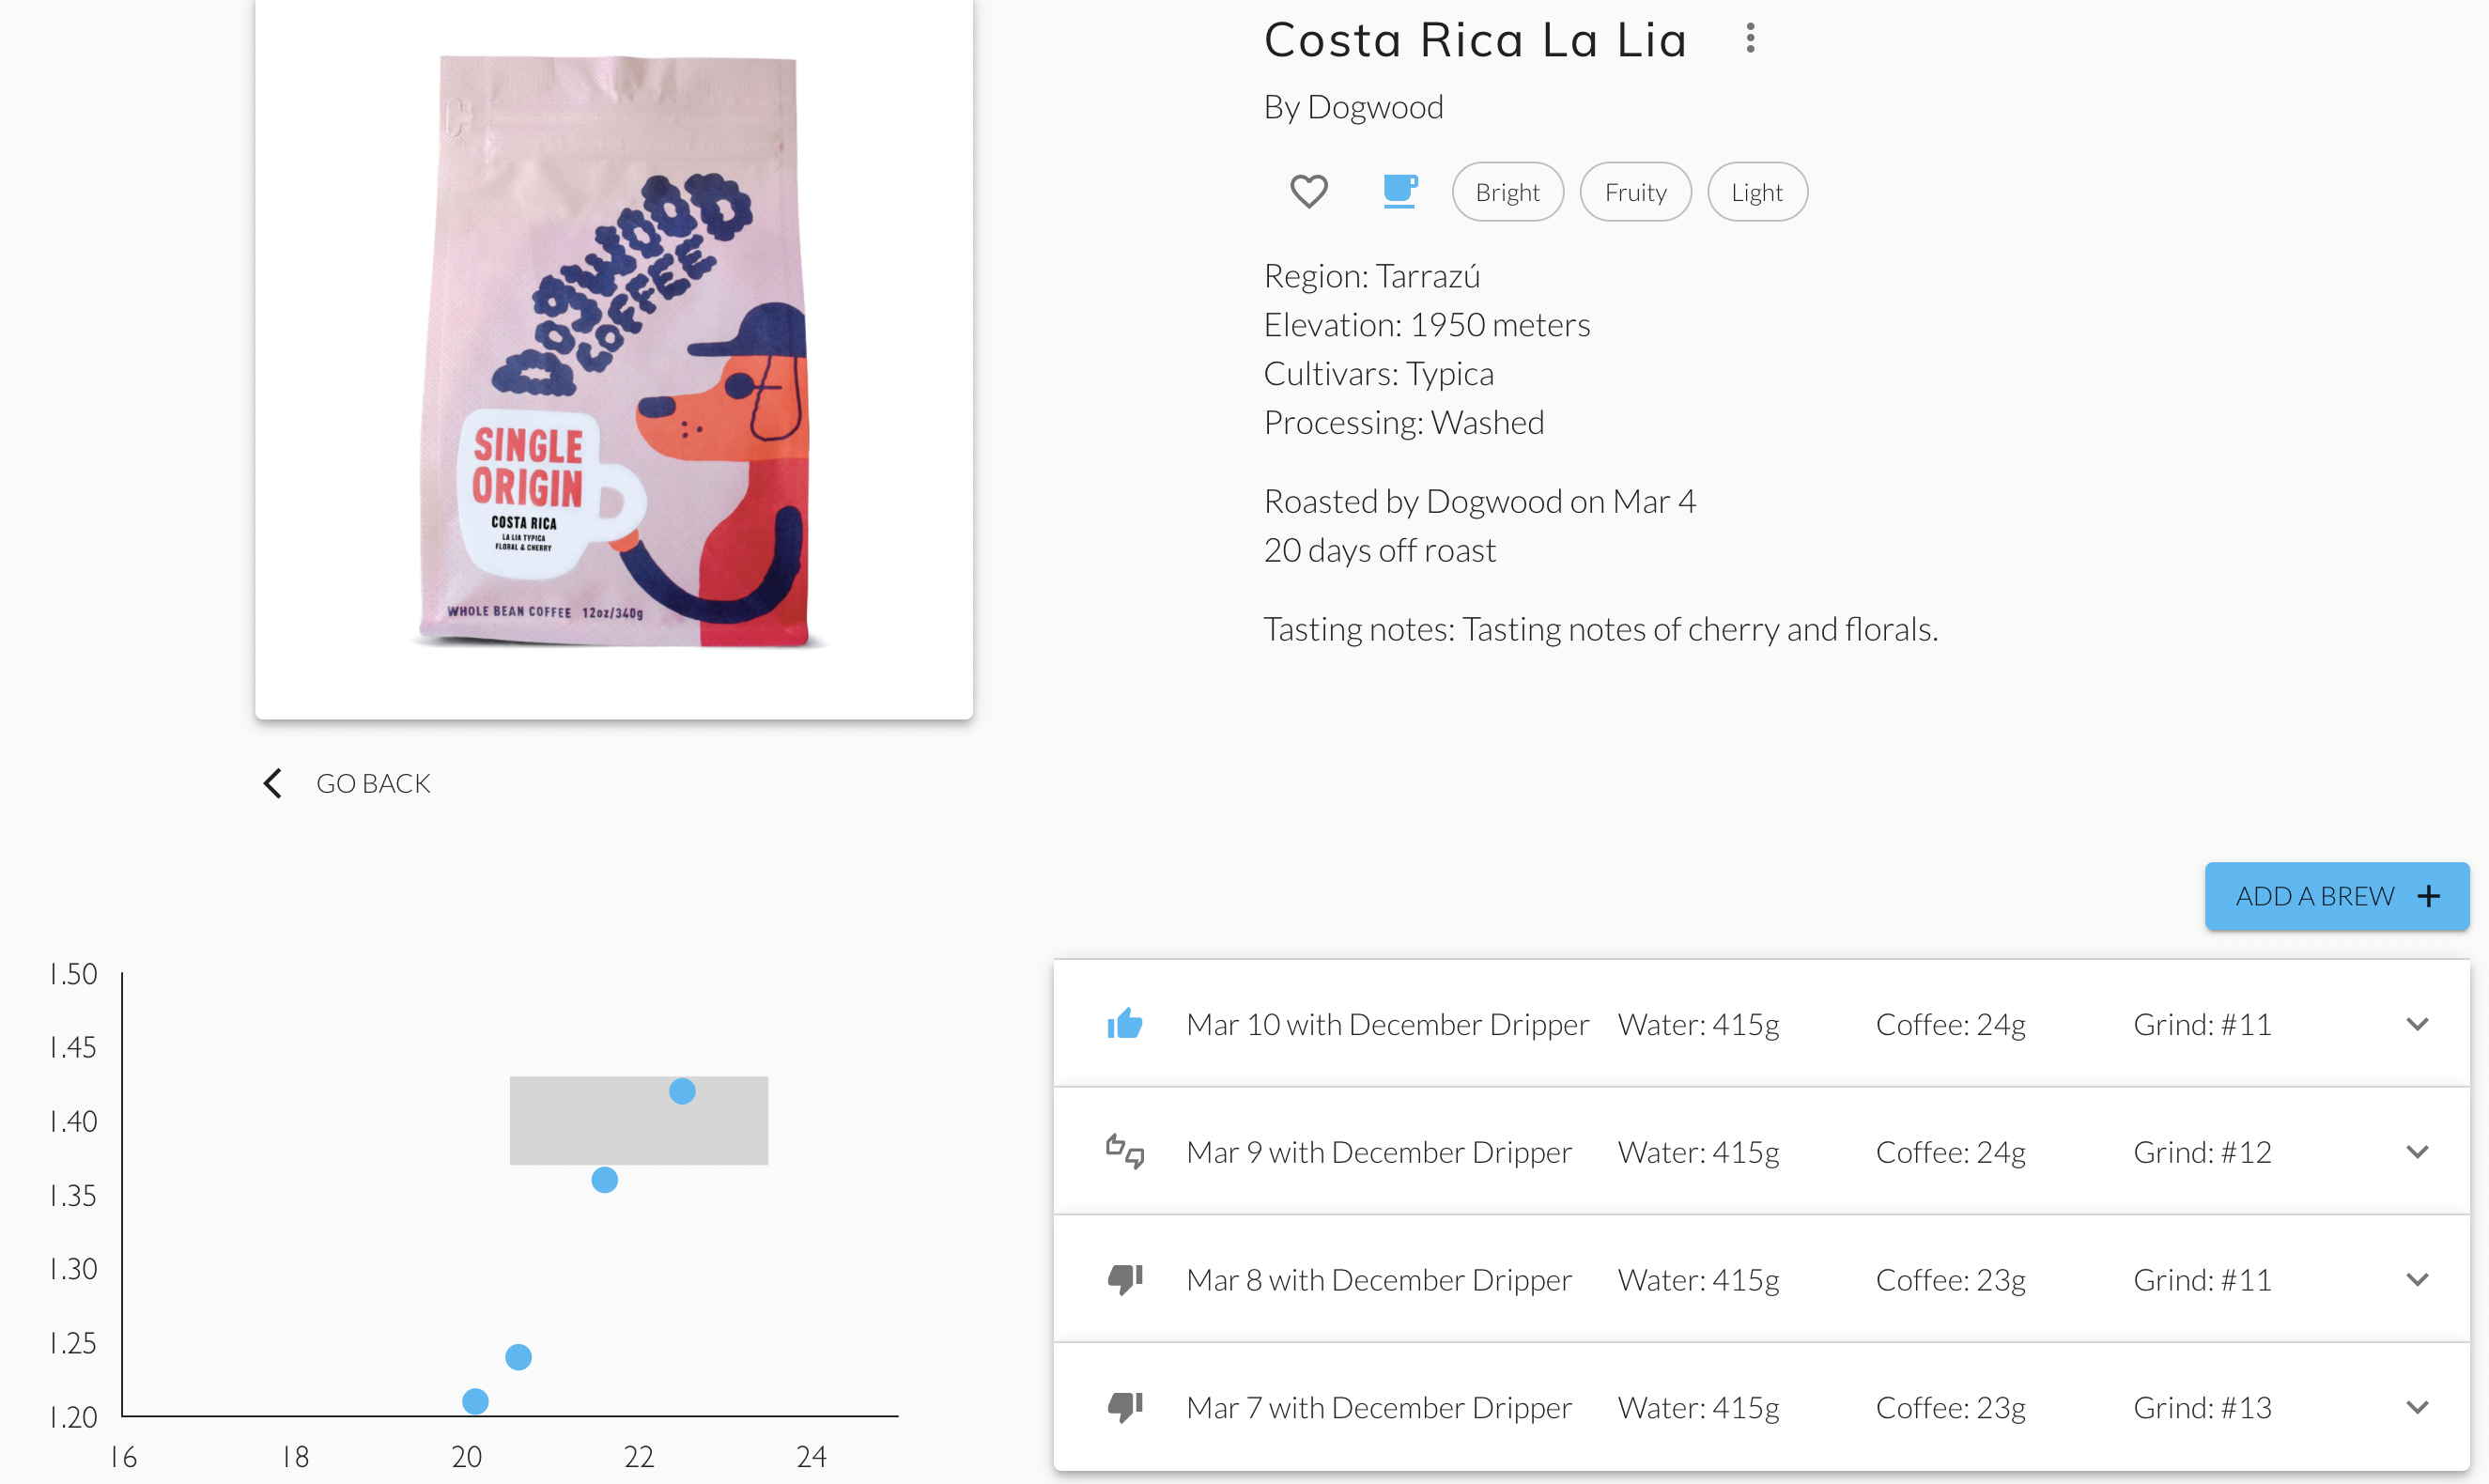 DOGWOOD
COFFEE
SINGLE
ORIGIN
COSTA RICA
LA LIA TYPICA
FLORAL & CHERRY
WHOLE BEAN COFFEE 12oz/340g
Costa Rica La Lia
By Dogwood
Bright Fruity Light
Region: Tarrazú
Elevation: 1950 meters
Cultivars: Typica
Processing: Washed
Roasted by Dogwood on Mar 4
20 days off roast
Tasting notes: Tasting notes of cherry and florals.
GO BACK
ADD A BREW
1.50
1.45
1.40
1.35
1.30
1.25
1.20
16 18 20 22 24
Mar 10 with December Dripper Water: 415g Coffee: 24g Grind: #11
Mar 9 with December Dripper Water: 415g Coffee: 24g Grind: #12
Mar 8 with December Dripper Water: 415g Coffee: 23g Grind: #11
Mar 7 with December Dripper Water: 415g Coffee: 23g Grind: #13